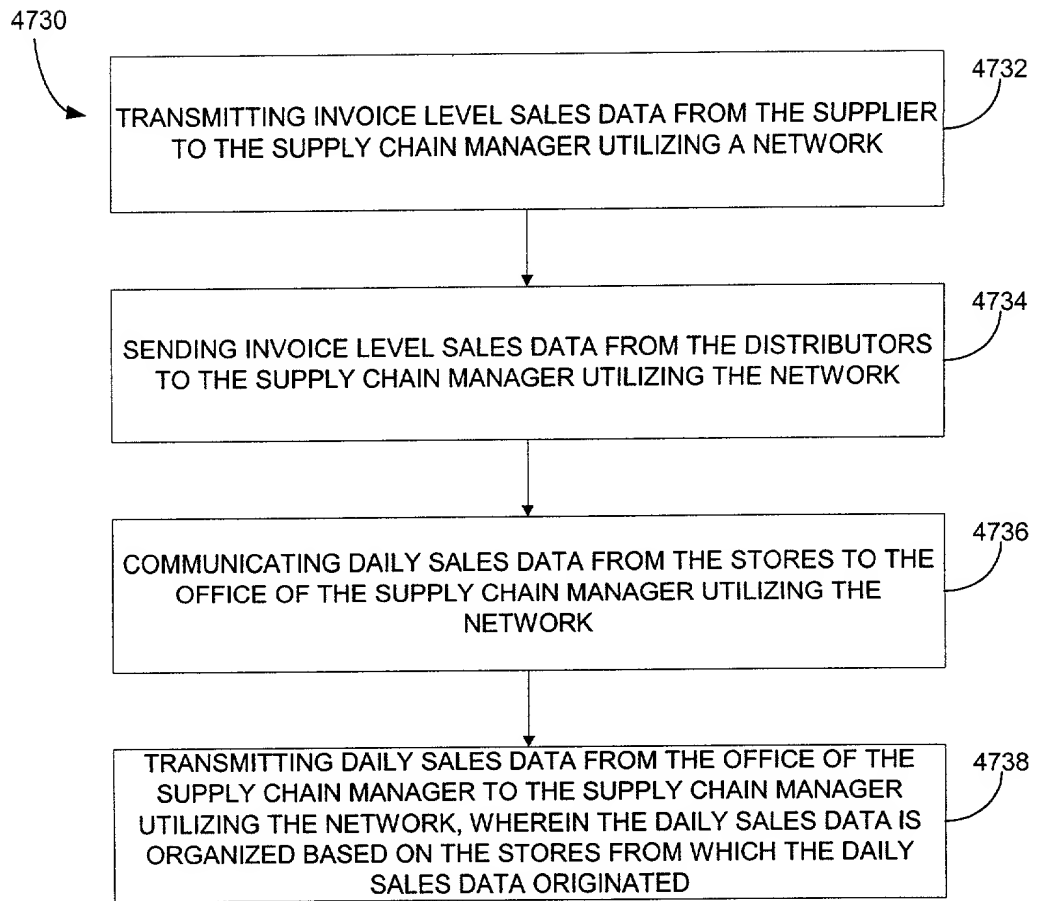 4730
4732
TRANSMITTING INVOICE LEVEL SALES DATA FROM THE SUPPLIER
TO THE SUPPLY CHAIN MANAGER UTILIZING A NETWORK
4734
SENDING INVOICE LEVEL SALES DATA FROM THE DISTRIBUTORS
TO THE SUPPLY CHAIN MANAGER UTILIZING THE NETWORK
4736
COMMUNICATING DAILY SALES DATA FROM THE STORES TO THE
OFFICE OF THE SUPPLY CHAIN MANAGER UTILIZING THE
NETWORK
4738
TRANSMITTING DAILY SALES DATA FROM THE OFFICE OF THE
SUPPLY CHAIN MANAGER TO THE SUPPLY CHAIN MANAGER
UTILIZING THE NETWORK, WHEREIN THE DAILY SALES DATA IS
ORGANIZED BASED ON THE STORES FROM WHICH THE DAILY
SALES DATA ORIGINATED